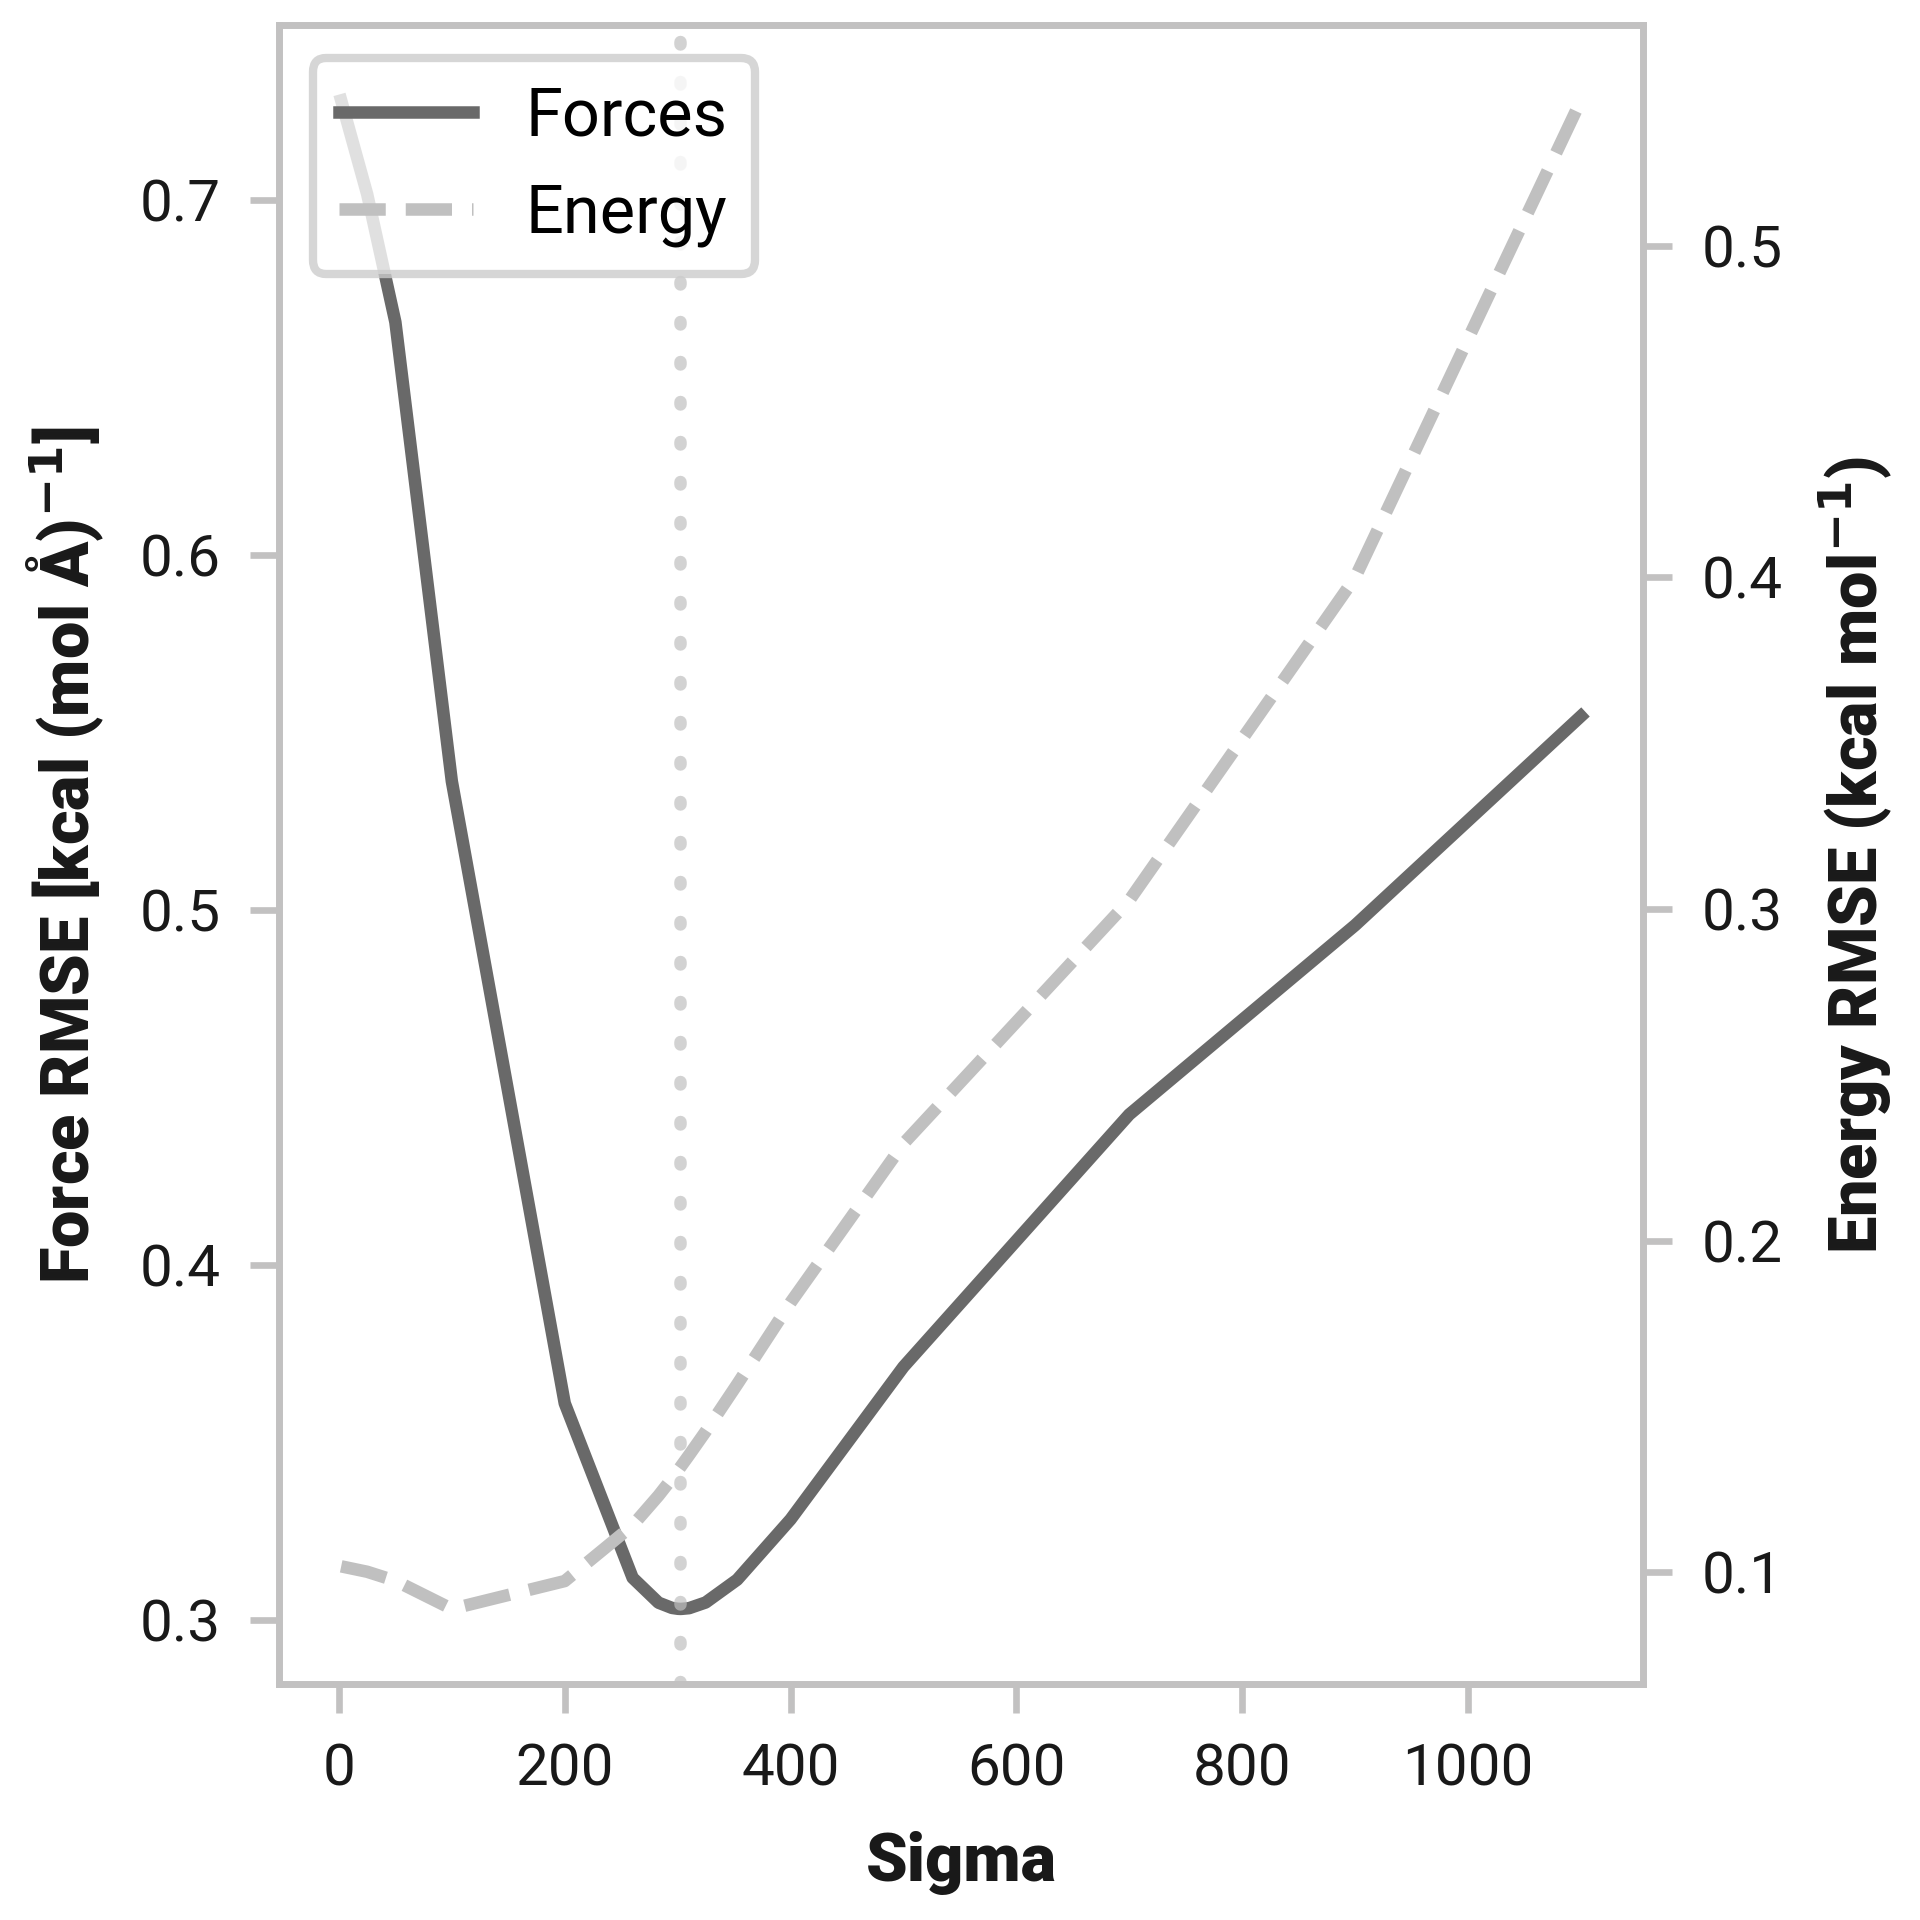 Forces
Energy
Force RMSE [kcal (mol Å)⁻¹]
0.7
0.6
0.5
0.4
0.3
Energy RMSE (kcal mol⁻¹)
0.5
0.4
0.3
0.2
0.1
0 200 400 600 800 1000
Sigma